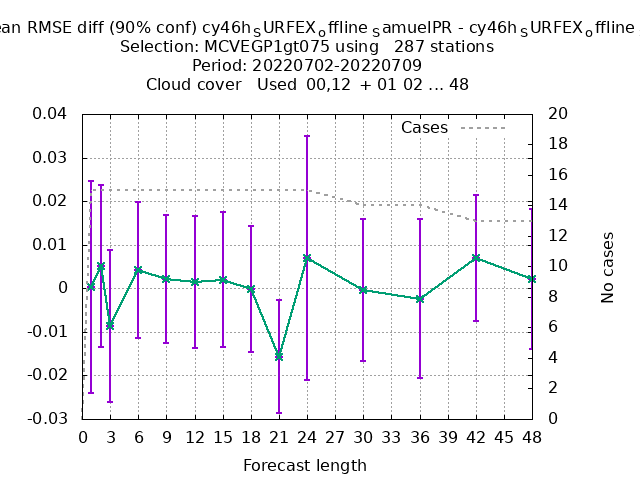 ean RMSE diff (90% conf) cy46h_SURFEX_offline_SamuelPR - cy46h_SURFEX_offline
Selection: MCVEGP1gt075 using 287 stations
Period: 20220702-20220709
Cloud cover Used 00,12 + 01 02 ... 48
Cases
0.04
0.03
0.02
0.01
0
-0.01
-0.02
-0.03
20
18
16
14
12
10
8
6
4
2
0
No cases
0 3 6 9 12 15 18 21 24 27 30 33 36 39 42 45 48
Forecast length